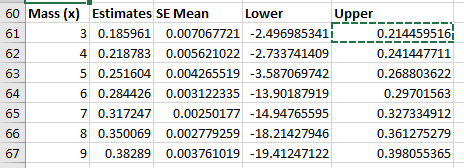 60 Mass (x) Estimates SE Mean Lower Upper
61 3 0.185961 0.007067721 -2.496985341 0.214459516
62 4 0.218783 0.005621022 -2.733741409 0.241447711
63 5 0.251604 0.004265519 -3.587069742 0.268803622
64 6 0.284426 0.003122335 -13.90187919 0.29701563
65 7 0.317247 0.00250177 -14.94765595 0.327334912
66 8 0.350069 0.002779259 -18.21427946 0.361275279
67 9 0.38289 0.003761019 -19.41247122 0.398055365